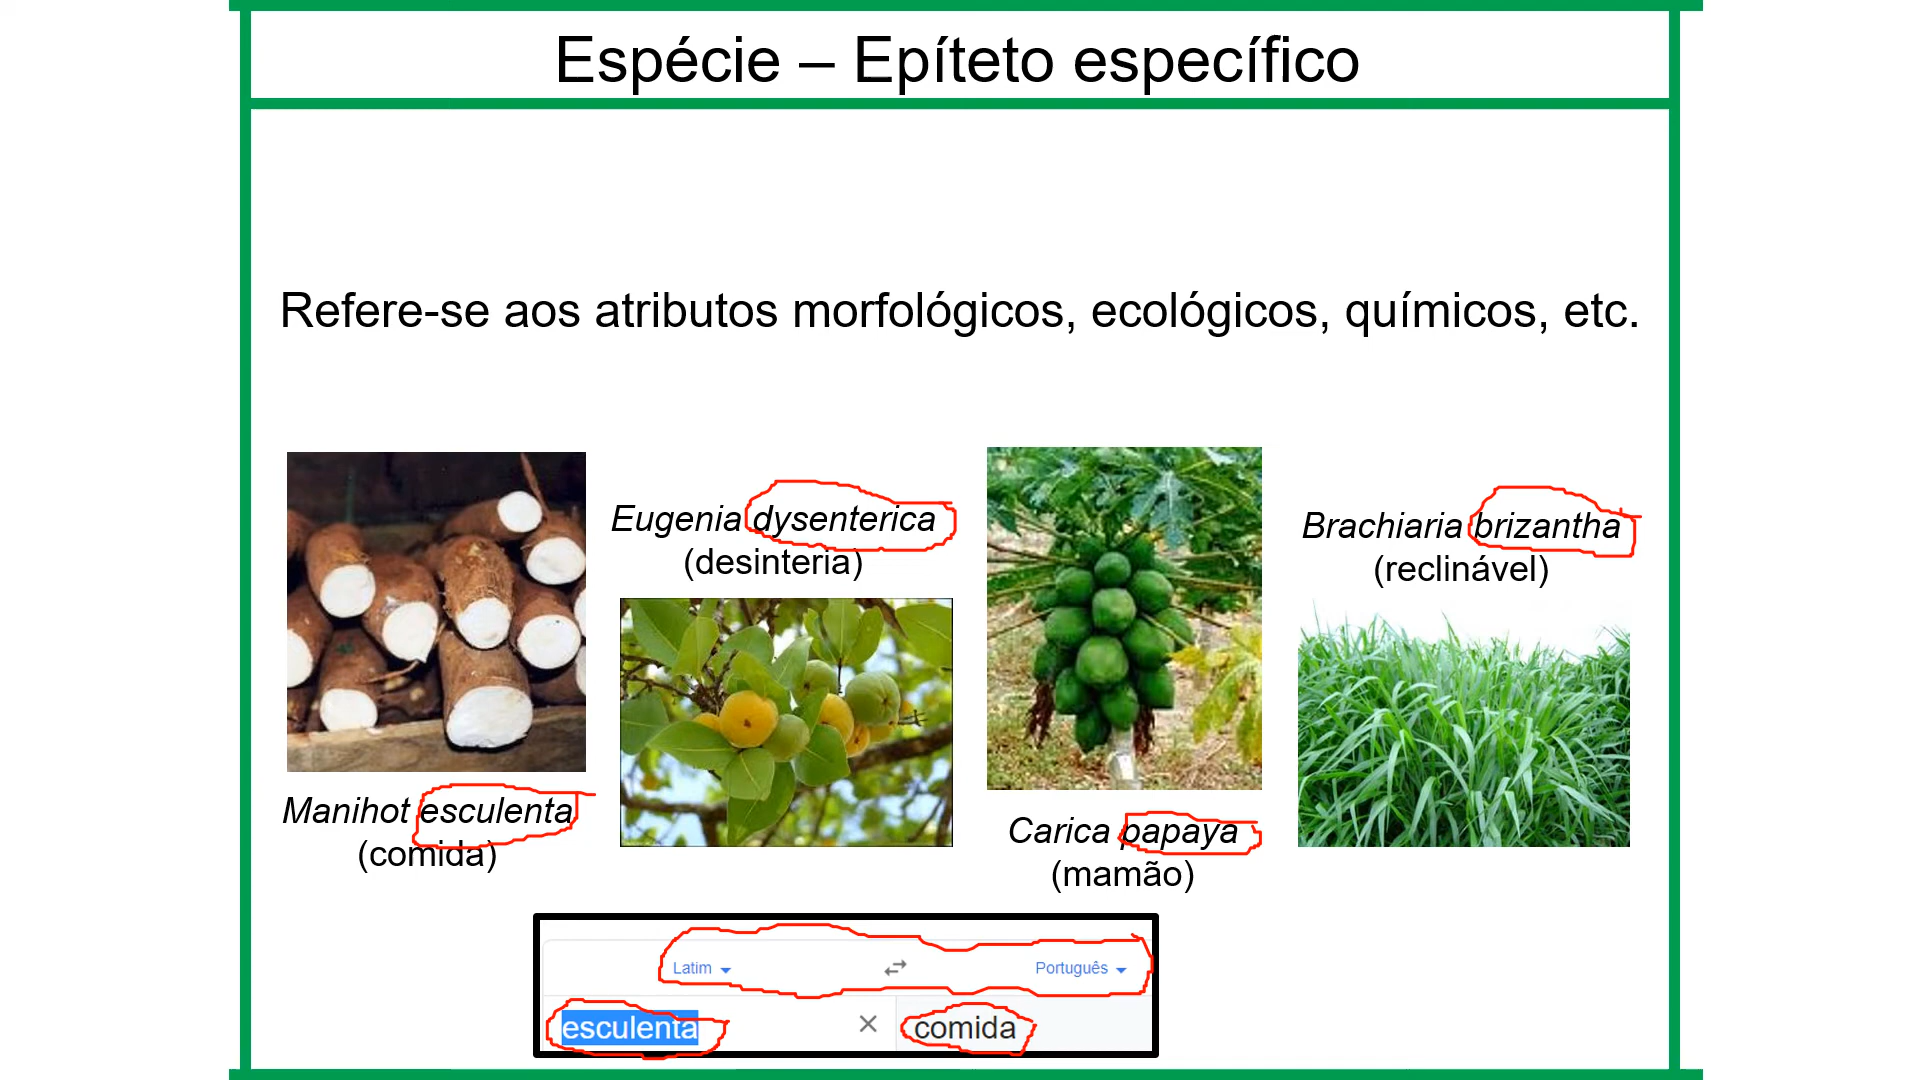 Espécie – Epíteto específico
Refere-se aos atributos morfológicos, ecológicos, químicos, etc.
Manihot esculenta
(comida)
Eugenia dysenterica
(desinteria)
Carica papaya
(mamão)
Brachiaria brizantha
(reclinável)
Latim
Português
esculenta
comida